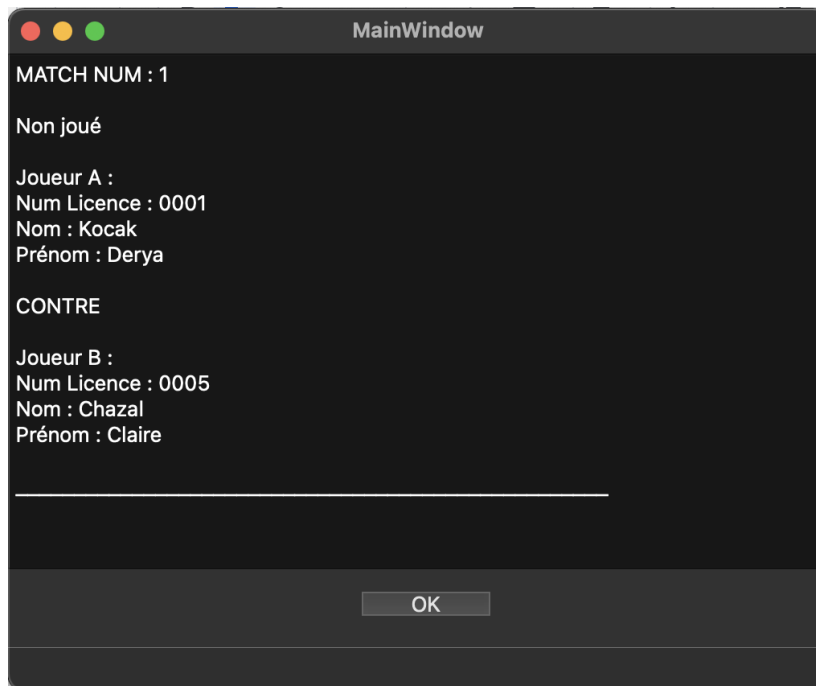 MainWindow
MATCH NUM : 1
Non joué
Joueur A :
Num Licence : 0001
Nom : Kocak
Prénom : Derya
CONTRE
Joueur B :
Num Licence : 0005
Nom : Chazal
Prénom : Claire
OK